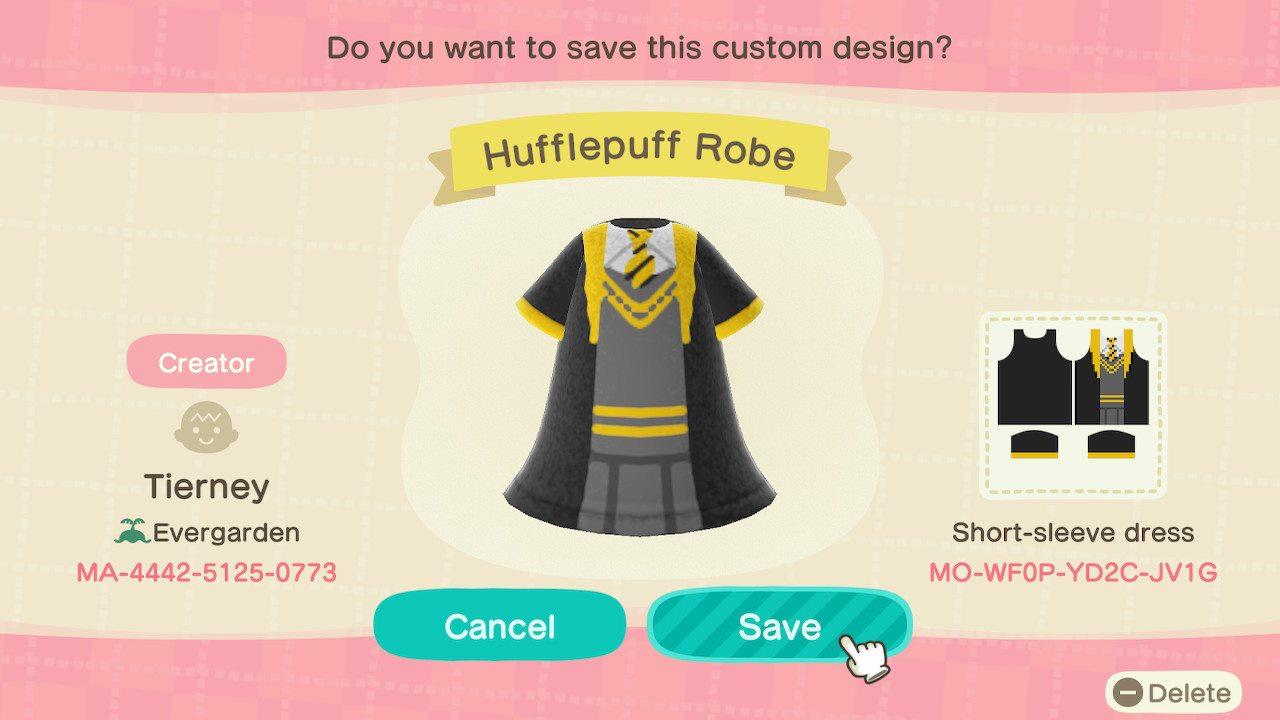 Do you want to save this custom design?
Hufflepuff Robe
Creator
Tierney
Evergarden
MA-4442-5125-0773
Short-sleeve dress
MO-WF0P-YD2C-JV1G
Cancel
Save
Delete